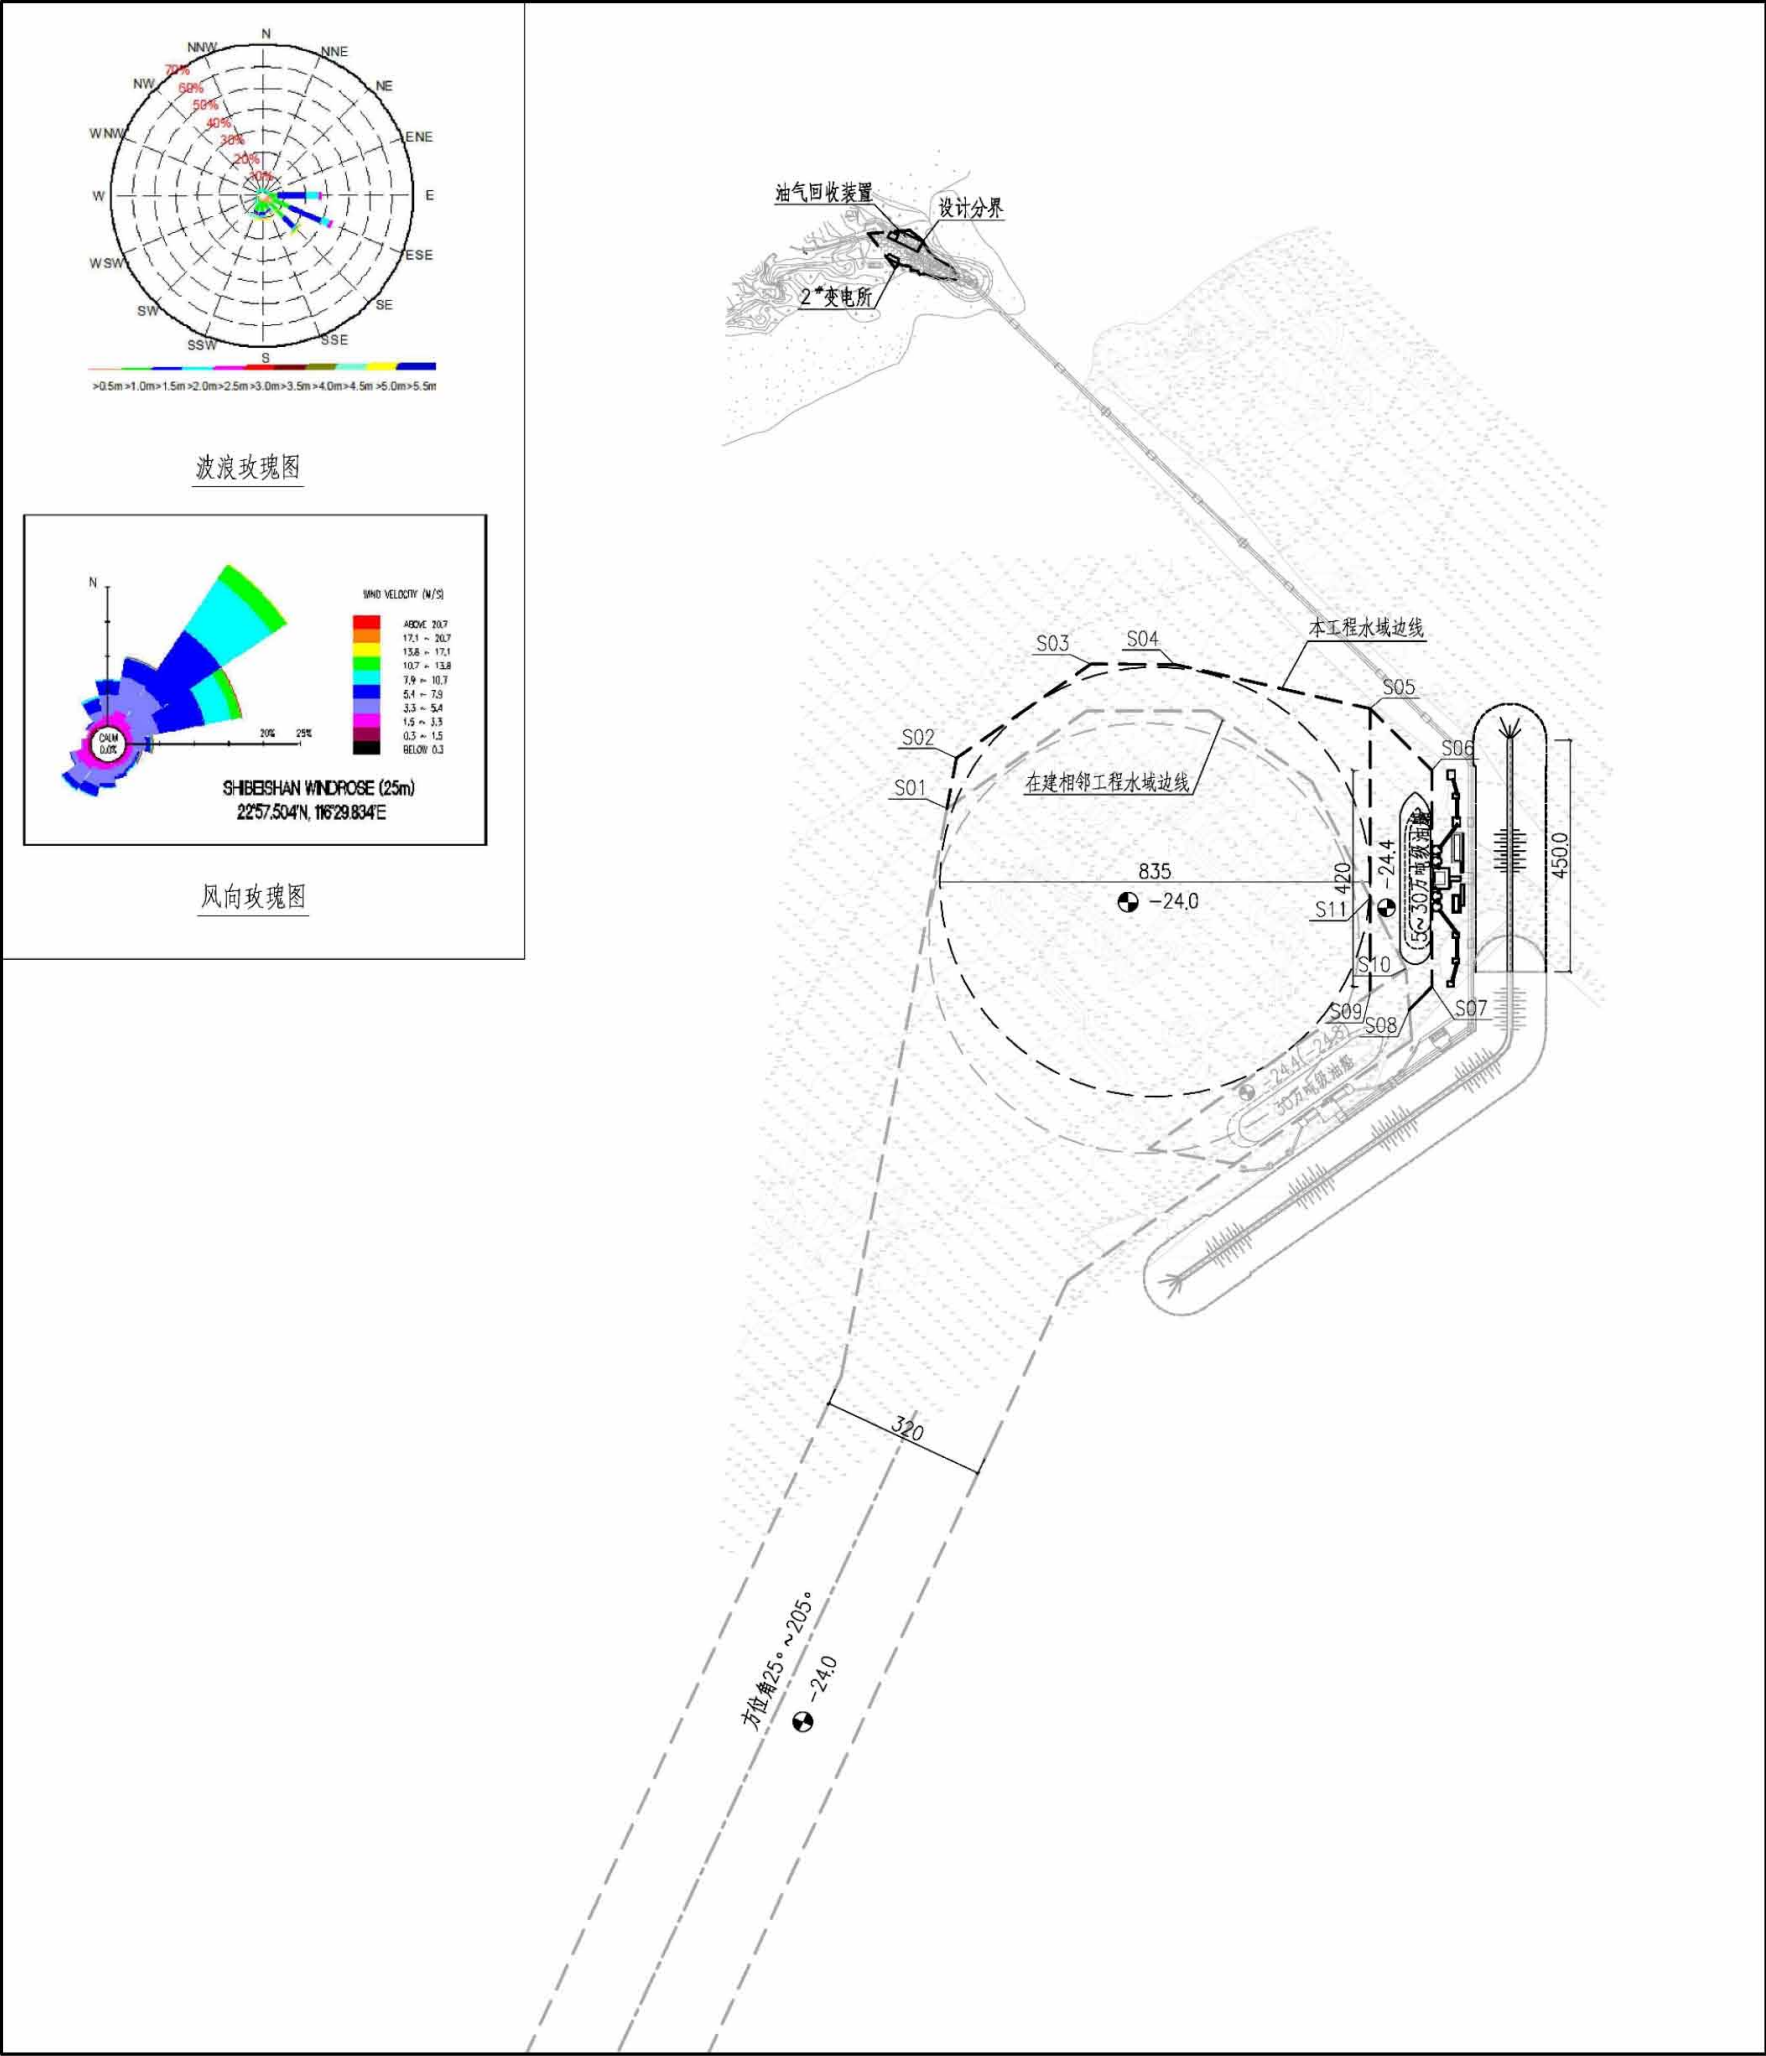 N
NNW
NNE
70%
NW
60%
NE
50%
40%
WNW
30%
ENE
20%
10%
W
E
WSW
ESE
SW
SE
SSW
SSE
S
>0.5m>1.0m>1.5m>2.0m>2.5m>3.0m>3.5m>4.0m>4.5m>5.0m>5.5m
波浪玫瑰图
N
WIND VELOCITY (M/S)
ABOVE 20.7
17.1 ~ 20.7
13.8 ~ 17.1
10.7 ~ 13.8
7.9 ~ 10.7
5.4 ~ 7.9
3.3 ~ 5.4
1.5 ~ 3.3
0.3 ~ 1.5
BELOW 0.3
CALM
0.0%
20%
25%
SHIBEISHAN WINDROSE (25m)
22°57.504'N, 116°29.834'E
风向玫瑰图
油气回收装置
设计分界
2#变电所
本工程水域边线
S03
S04
S05
S02
S06
S01
在建相邻工程水域边线
835
-24.0
420
-24.4
5~30万吨级油船
450.0
S11
S10
S09
S08
S07
-24.4(-24.8)
30万吨级油船
320
方位角25°~205°
-24.0